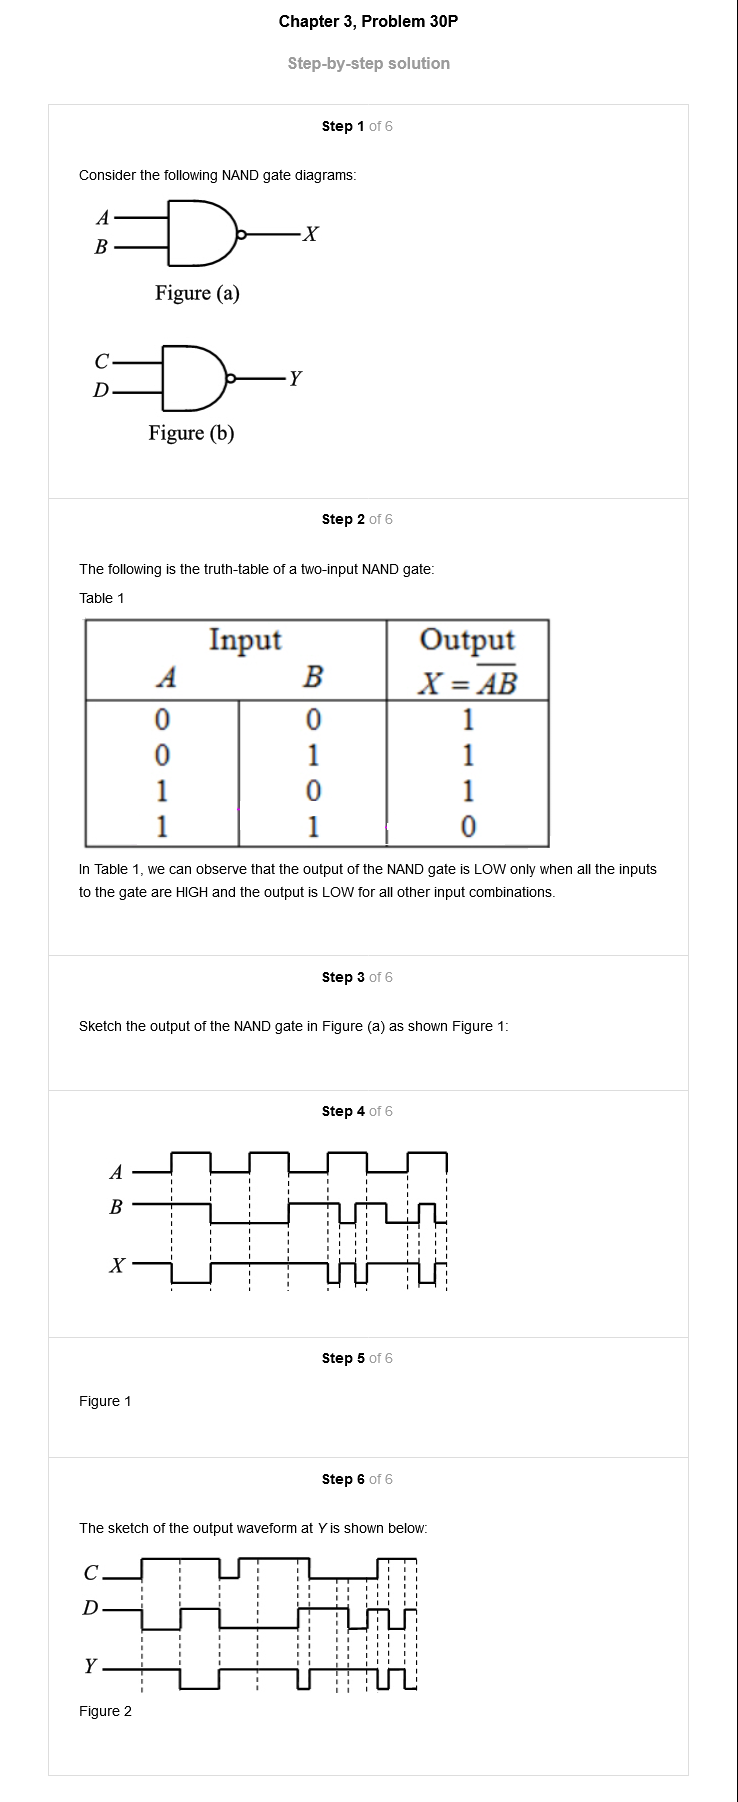 Chapter 3, Problem 30P
Step-by-step solution
Step 1 of 6
Consider the following NAND gate diagrams:
A
B
X
Figure (a)
C
D
Y
Figure (b)
Step 2 of 6
The following is the truth-table of a two-input NAND gate:
Table 1
Input Output
A B X = \overline{AB}
0 0 1
0 1 1
1 0 1
1 1 0
In Table 1, we can observe that the output of the NAND gate is LOW only when all the inputs
to the gate are HIGH and the output is LOW for all other input combinations.
Step 3 of 6
Sketch the output of the NAND gate in Figure (a) as shown Figure 1:
Step 4 of 6
A
B
X
Step 5 of 6
Figure 1
Step 6 of 6
The sketch of the output waveform at Y is shown below:
C
D
Y
Figure 2